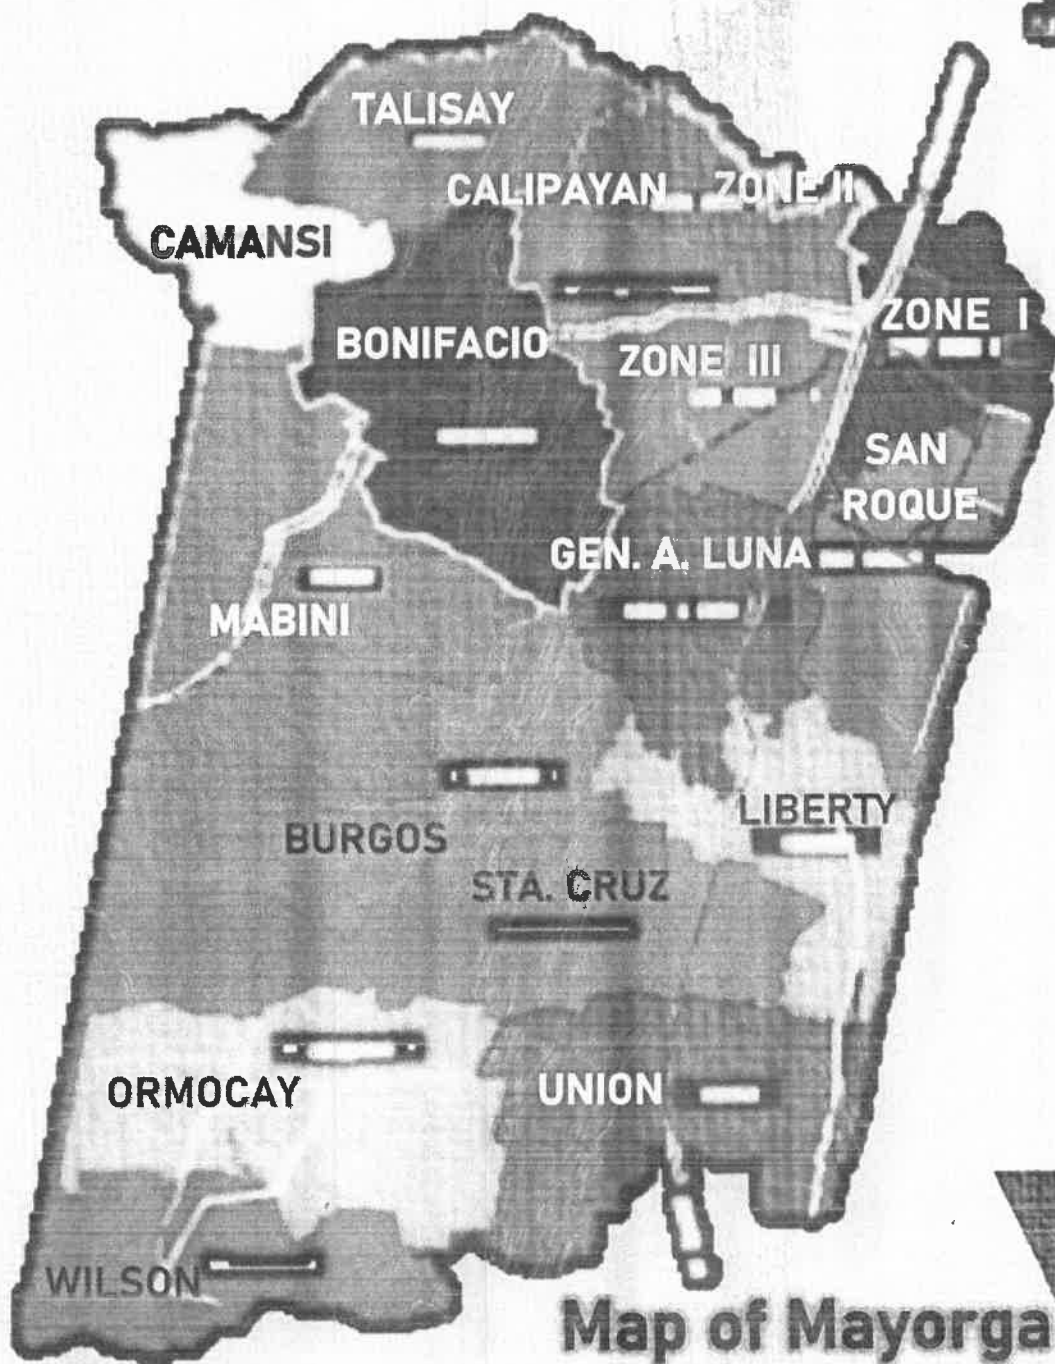 TALISAY
CALIPAYAN
ZONE II
CAMANSI
ZONE I
BONIFACIO
ZONE III
SAN
ROQUE
GEN. A. LUNA
MABINI
LIBERTY
BURGOS
STA. CRUZ
ORMOCAY
UNION
WILSON
Map of Mayorga